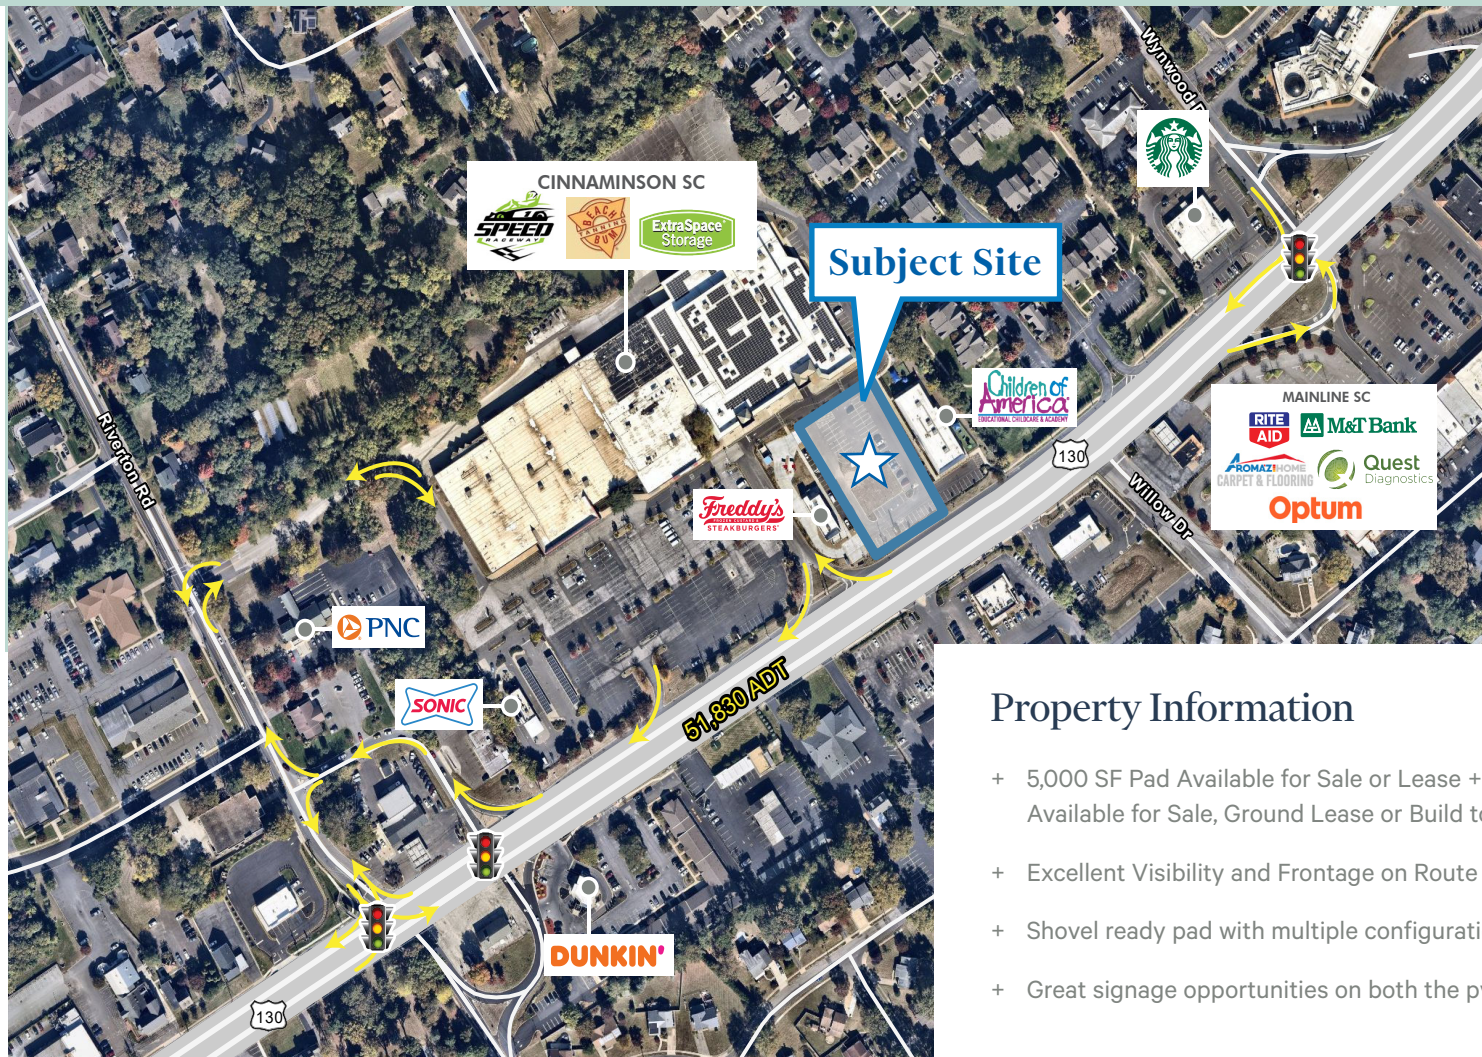 Wynwood
CINNAMINSON SC
SPEED
RACEWAY
BEACH
TANNING
BUM
ExtraSpace
Storage
Subject Site
Children of
America
EDUCATIONAL CHILDCARE & ACADEMY
MAINLINE SC
RITE
AID
M&T Bank
AROMAZ HOME
CARPET & FLOORING
Quest
Diagnostics
Optum
130
Riverton Rd
Willow Dr
Freddy's
FROZEN CUSTARD &
STEAKBURGERS
PNC
SONIC
51,830 ADT
DUNKIN'
130
Property Information
+ 5,000 SF Pad Available for Sale or Lease +
Available for Sale, Ground Lease or Build to
+ Excellent Visibility and Frontage on Route
+ Shovel ready pad with multiple configurati
+ Great signage opportunities on both the p